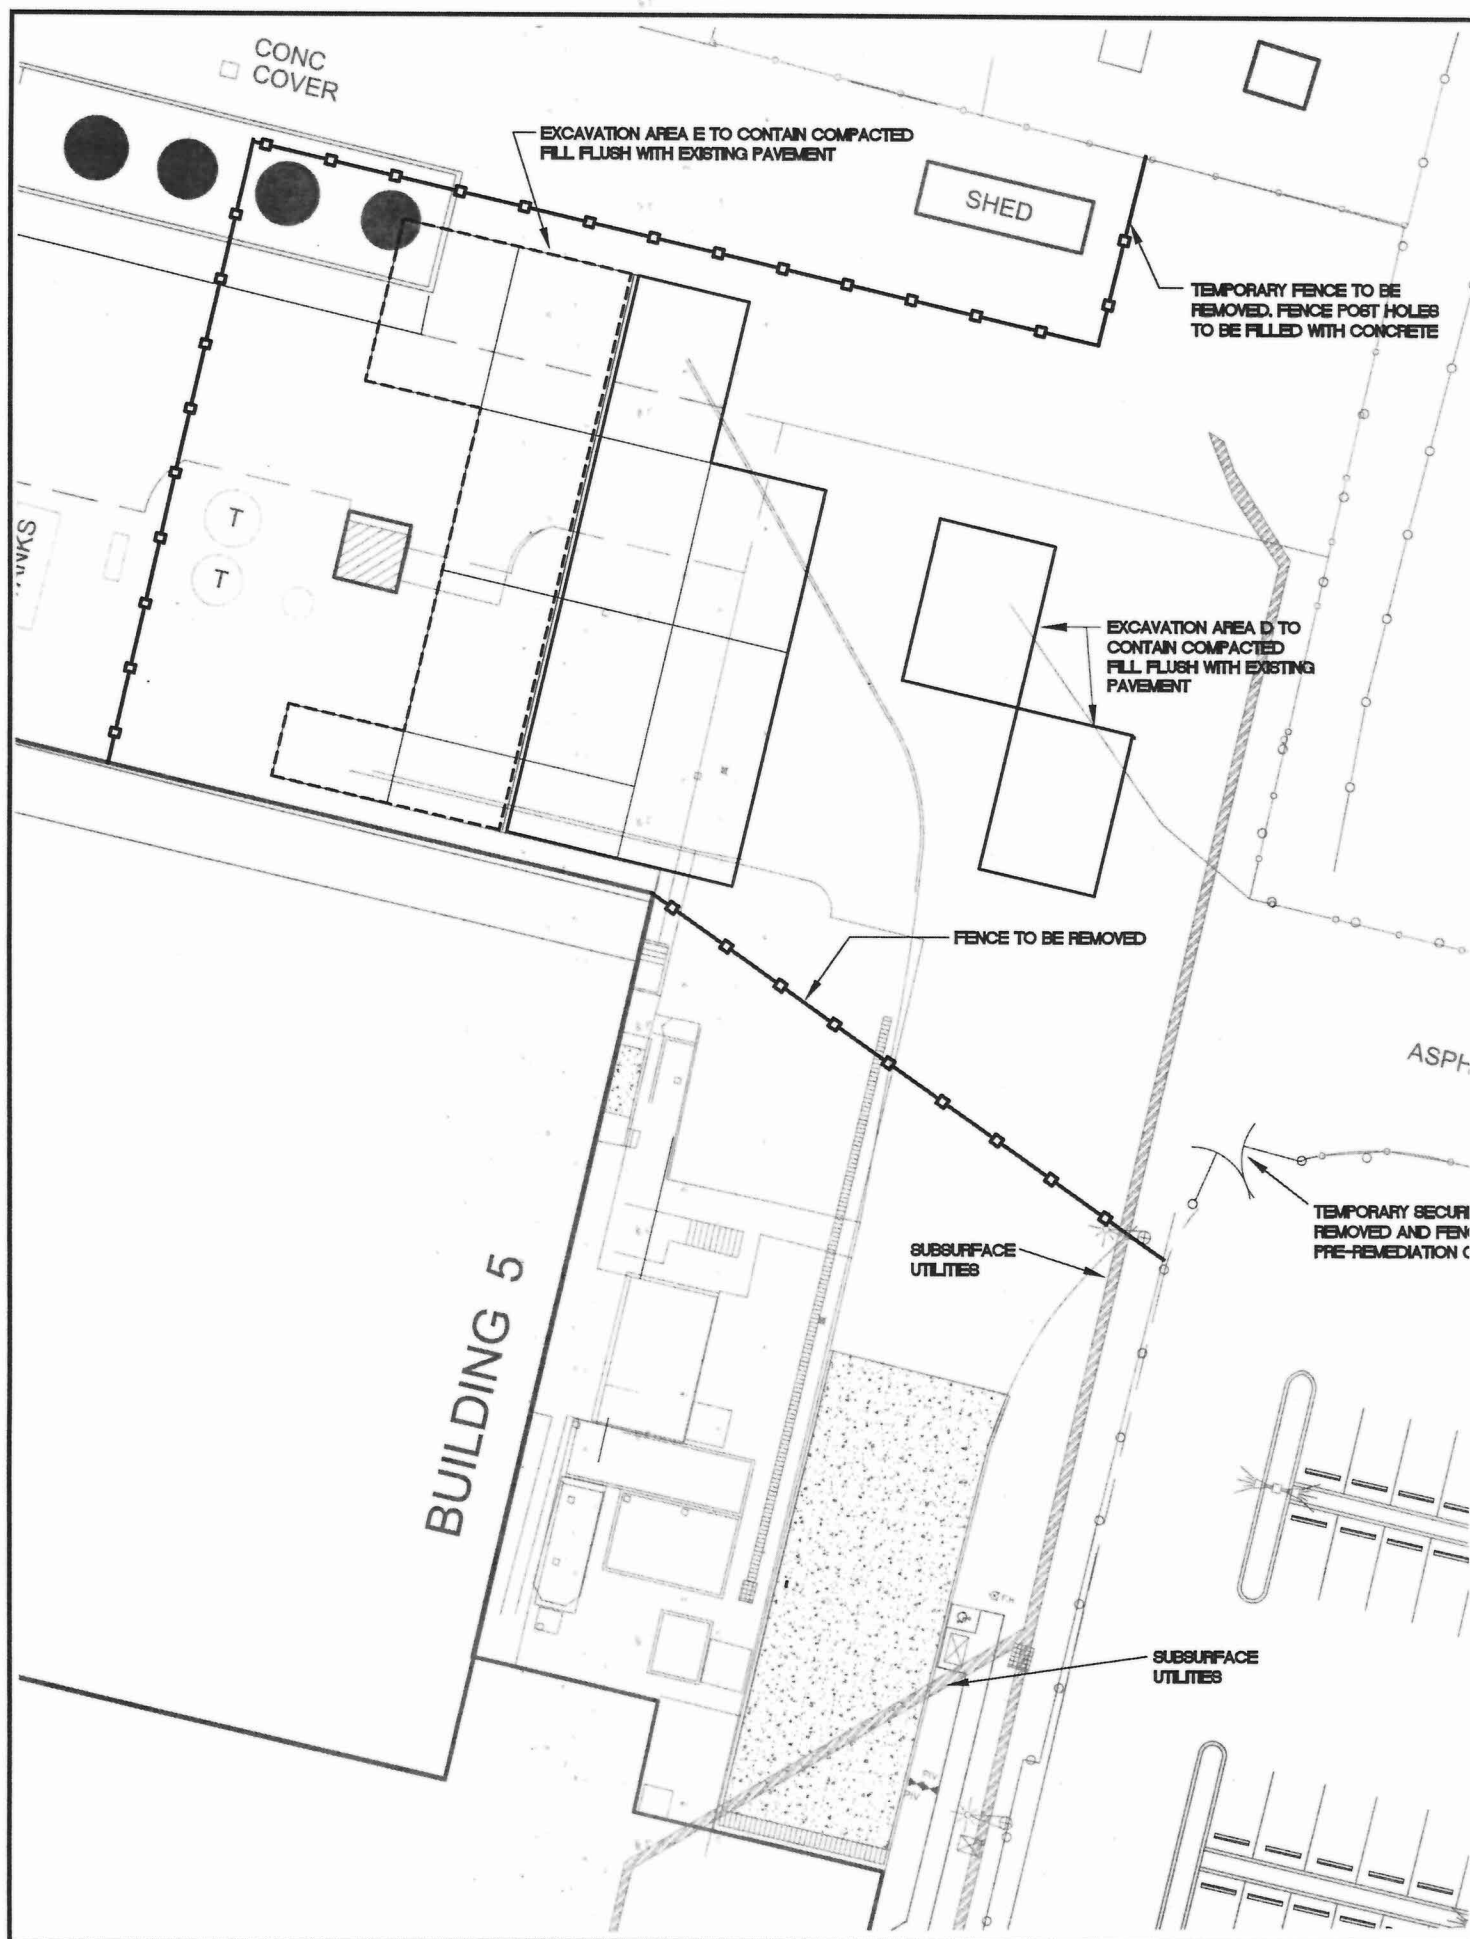 CONC
COVER
EXCAVATION AREA E TO CONTAIN COMPACTED
FILL FLUSH WITH EXISTING PAVEMENT
SHED
TEMPORARY FENCE TO BE
REMOVED. FENCE POST HOLES
TO BE FILLED WITH CONCRETE
ANKS
T
T
EXCAVATION AREA D TO
CONTAIN COMPACTED
FILL FLUSH WITH EXISTING
PAVEMENT
FENCE TO BE REMOVED
ASPH
TEMPORARY SECURI
REMOVED AND FENC
PRE-REMEDIATION C
SUBSURFACE
UTILITIES
BUILDING 5
F.H.
SUBSURFACE
UTILITIES